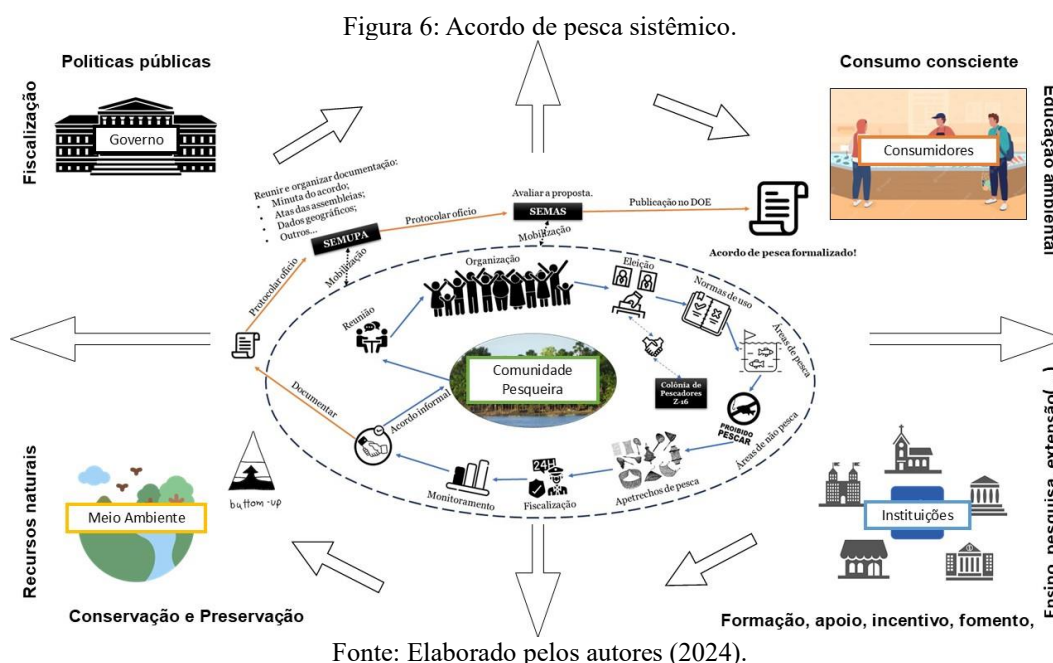 Figura 6: Acordo de pesca sistêmico.
Politicas públicas
Fiscalização
Governo
Consumo consciente
Educação ambiental
Consumidores
Reunir e organizar documentação:
• Minuta do acordo;
• Atas das assembleias;
• Dados geográficos;
• Outros...
SEMUPA
Protocolar ofício
Protocolar ofício
Avaliar a proposta.
SEMAS
Publicação no DOE
Acordo de pesca formalizado!
Mobilização
Mobilização
Organização
Eleição
Normas de uso
Reunião
Áreas de pesca
Comunidade
Pesqueira
Colônia de
Pescadores
Z-16
PROIBIDO
PESCAR
Áreas de não pesca
Documentar
Acordo informal
Monitoramento
24H
Fiscalização
Apetrechos de pesca
buttom-up
Recursos naturais
Meio Ambiente
Conservação e Preservação
Instituições
Ensino, pesquisa, extensão(
Formação, apoio, incentivo, fomento,
Fonte: Elaborado pelos autores (2024).